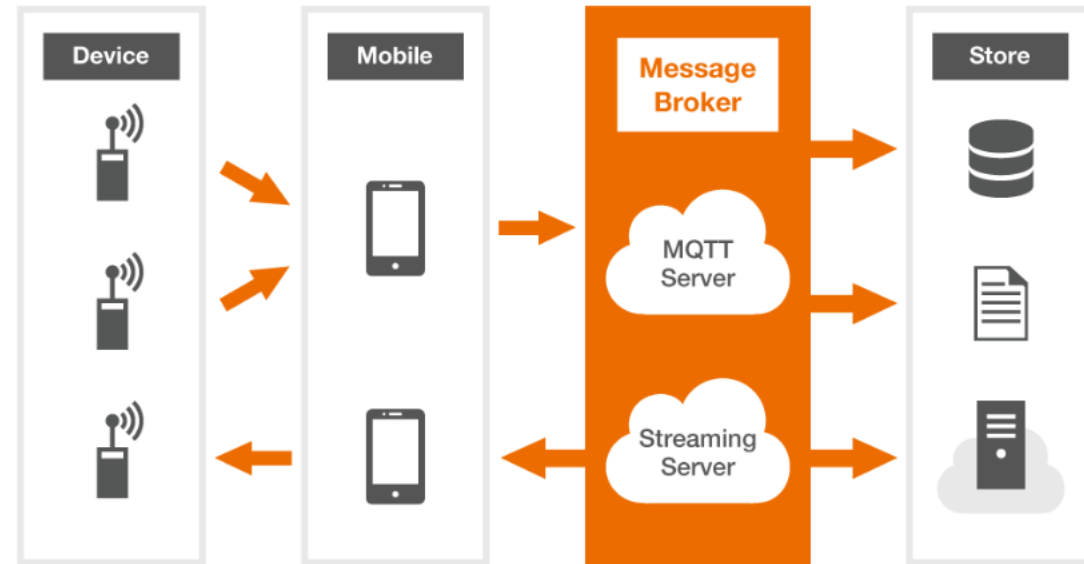 Device
Mobile
Message
Broker
Store
MQTT
Server
Streaming
Server